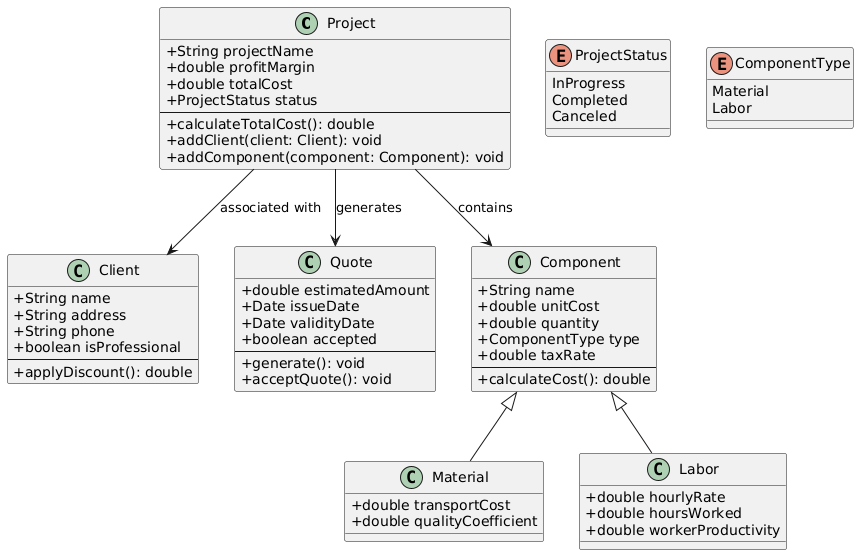 C Project
+String projectName
+double profitMargin
+double totalCost
+ProjectStatus status
+calculateTotalCost(): double
+addClient(client: Client): void
+addComponent(component: Component): void
E ProjectStatus
InProgress
Completed
Canceled
E ComponentType
Material
Labor
associated with
generates
contains
C Client
+String name
+String address
+String phone
+boolean isProfessional
+applyDiscount(): double
C Quote
+double estimatedAmount
+Date issueDate
+Date validityDate
+boolean accepted
+generate(): void
+acceptQuote(): void
C Component
+String name
+double unitCost
+double quantity
+ComponentType type
+double taxRate
+calculateCost(): double
C Material
+double transportCost
+double qualityCoefficient
C Labor
+double hourlyRate
+double hoursWorked
+double workerProductivity